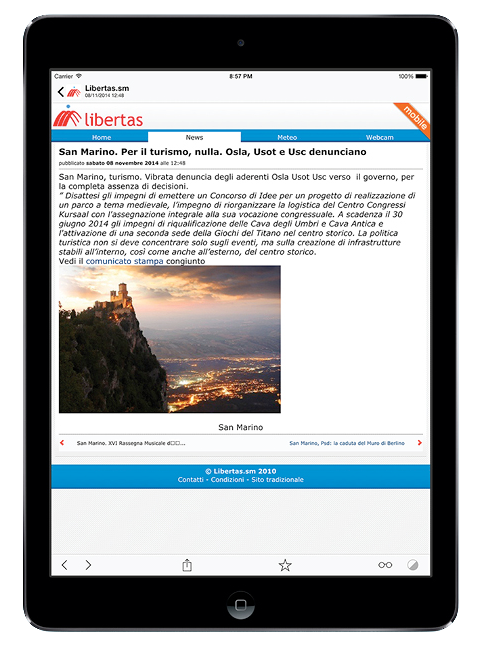 Carrier 8:57 PM 100%
Libertas.sm
08/11/2014 12:48
libertas
mobile
Home News Meteo Webcam
San Marino. Per il turismo, nulla. Osla, Usot e Usc denunciano
pubblicato sabato 08 novembre 2014 alle 12:48
San Marino, turismo. Vibrata denuncia degli aderenti Osla Usot Usc verso il governo, per
la completa assenza di decisioni.
" Disattesi gli impegni di emettere un Concorso di Idee per un progetto di realizzazione di
un parco a tema medievale, l'impegno di riorganizzare la logistica del Centro Congressi
Kursaal con l'assegnazione integrale alla sua vocazione congressuale. A scadenza il 30
giugno 2014 gli impegni di riqualificazione delle Cava degli Umbri e Cava Antica e
l'attivazione di una seconda sede della Giochi del Titano nel centro storico. La politica
turistica non si deve concentrare solo sugli eventi, ma sulla creazione di infrastrutture
stabili all'interno, così come anche all'esterno, del centro storico.
Vedi il comunicato stampa congiunto
San Marino
San Marino. XVI Rassegna Musicale d□□...
San Marino, Psd: la caduta del Muro di Berlino
© Libertas.sm 2010
Contatti - Condizioni - Sito tradizionale